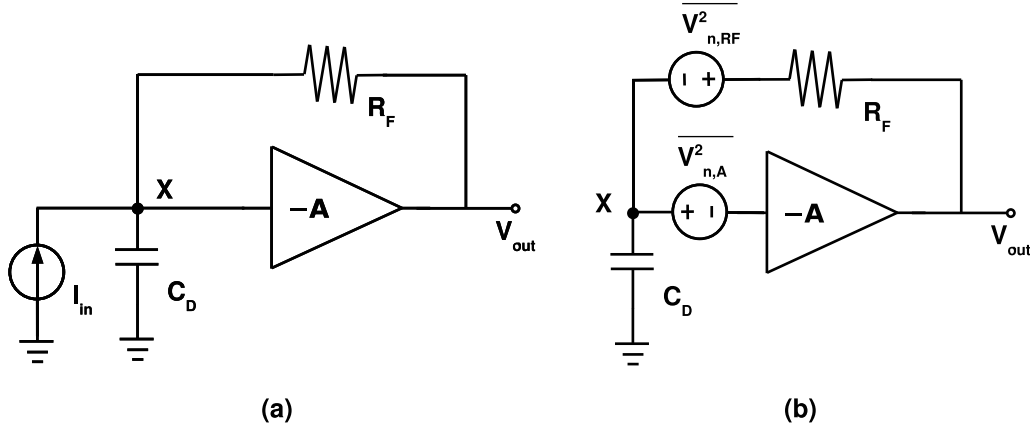 R_F
X
−A
V_out
I_in
C_D
(a)
V²_n,RF
− +
R_F
V²_n,A
X
+ −
−A
V_out
C_D
(b)